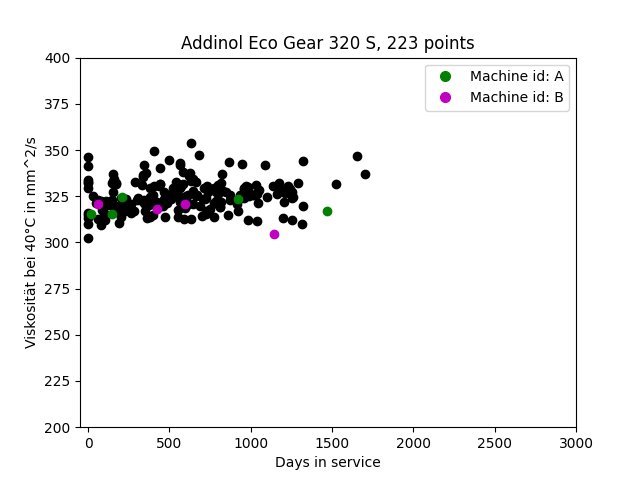 Addinol Eco Gear 320 S, 223 points
Machine id: A
Machine id: B
400
375
350
325
300
275
250
225
200
Viskosität bei 40°C in mm^2/s
0 500 1000 1500 2000 2500 3000
Days in service